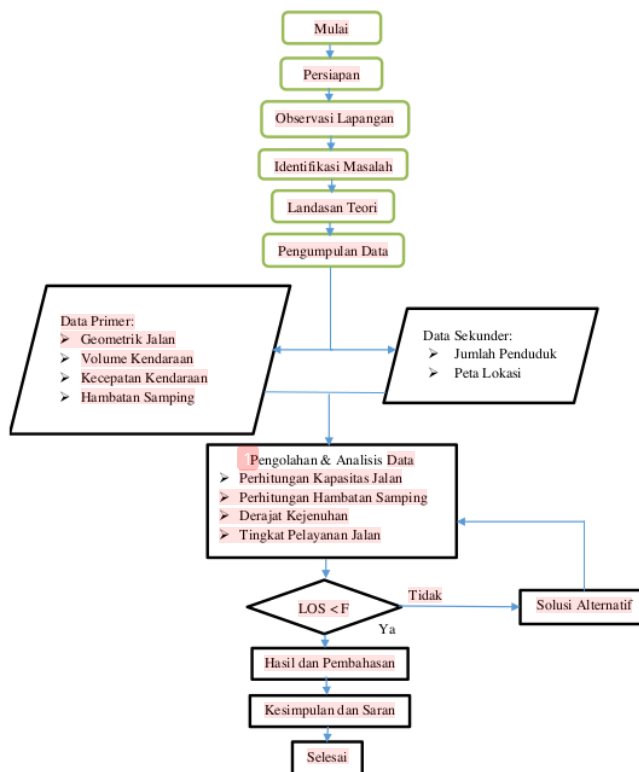 Mulai
Persiapan
Observasi Lapangan
Identifikasi Masalah
Landasan Teori
Pengumpulan Data
Data Primer:
➢ Geometrik Jalan
➢ Volume Kendaraan
➢ Kecepatan Kendaraan
➢ Hambatan Samping
Data Sekunder:
➢ Jumlah Penduduk
➢ Peta Lokasi
1
Pengolahan & Analisis Data
➢ Perhitungan Kapasitas Jalan
➢ Perhitungan Hambatan Samping
➢ Derajat Kejenuhan
➢ Tingkat Pelayanan Jalan
LOS < F
Tidak
Solusi Alternatif
Ya
Hasil dan Pembahasan
Kesimpulan dan Saran
Selesai